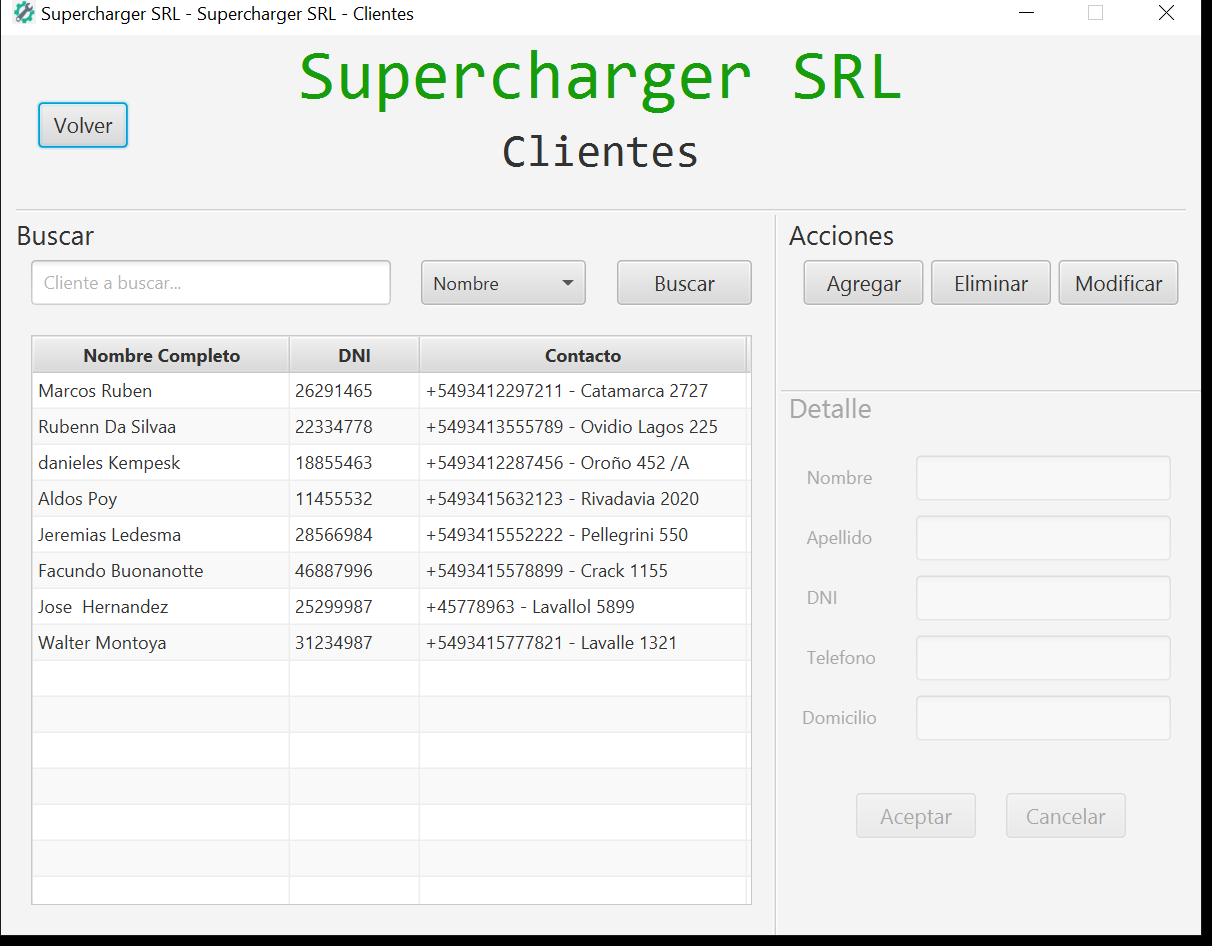 Supercharger SRL - Supercharger SRL - Clientes
Supercharger SRL
Volver
Clientes
Buscar
Cliente a buscar...
Nombre
Buscar
Nombre Completo DNI Contacto
Marcos Ruben 26291465 +5493412297211 - Catamarca 2727
Rubenn Da Silvaa 22334778 +5493413555789 - Ovidio Lagos 225
danieles Kempesk 18855463 +5493412287456 - Oroño 452 /A
Aldos Poy 11455532 +5493415632123 - Rivadavia 2020
Jeremias Ledesma 28566984 +5493415552222 - Pellegrini 550
Facundo Buonanotte 46887996 +5493415578899 - Crack 1155
Jose  Hernandez 25299987 +45778963 - Lavallol 5899
Walter Montoya 31234987 +5493415777821 - Lavalle 1321
Acciones
Agregar Eliminar Modificar
Detalle
Nombre
Apellido
DNI
Telefono
Domicilio
Aceptar Cancelar